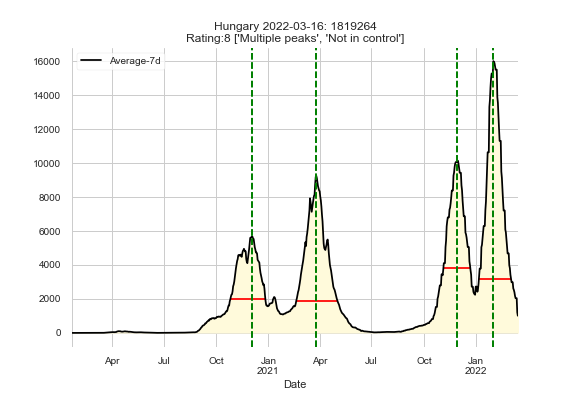 Hungary 2022-03-16: 1819264
Rating:8 ['Multiple peaks', 'Not in control']
Average-7d
16000
14000
12000
10000
8000
6000
4000
2000
0
Apr Jul Oct Jan Apr Jul Oct Jan
2021 2022
Date